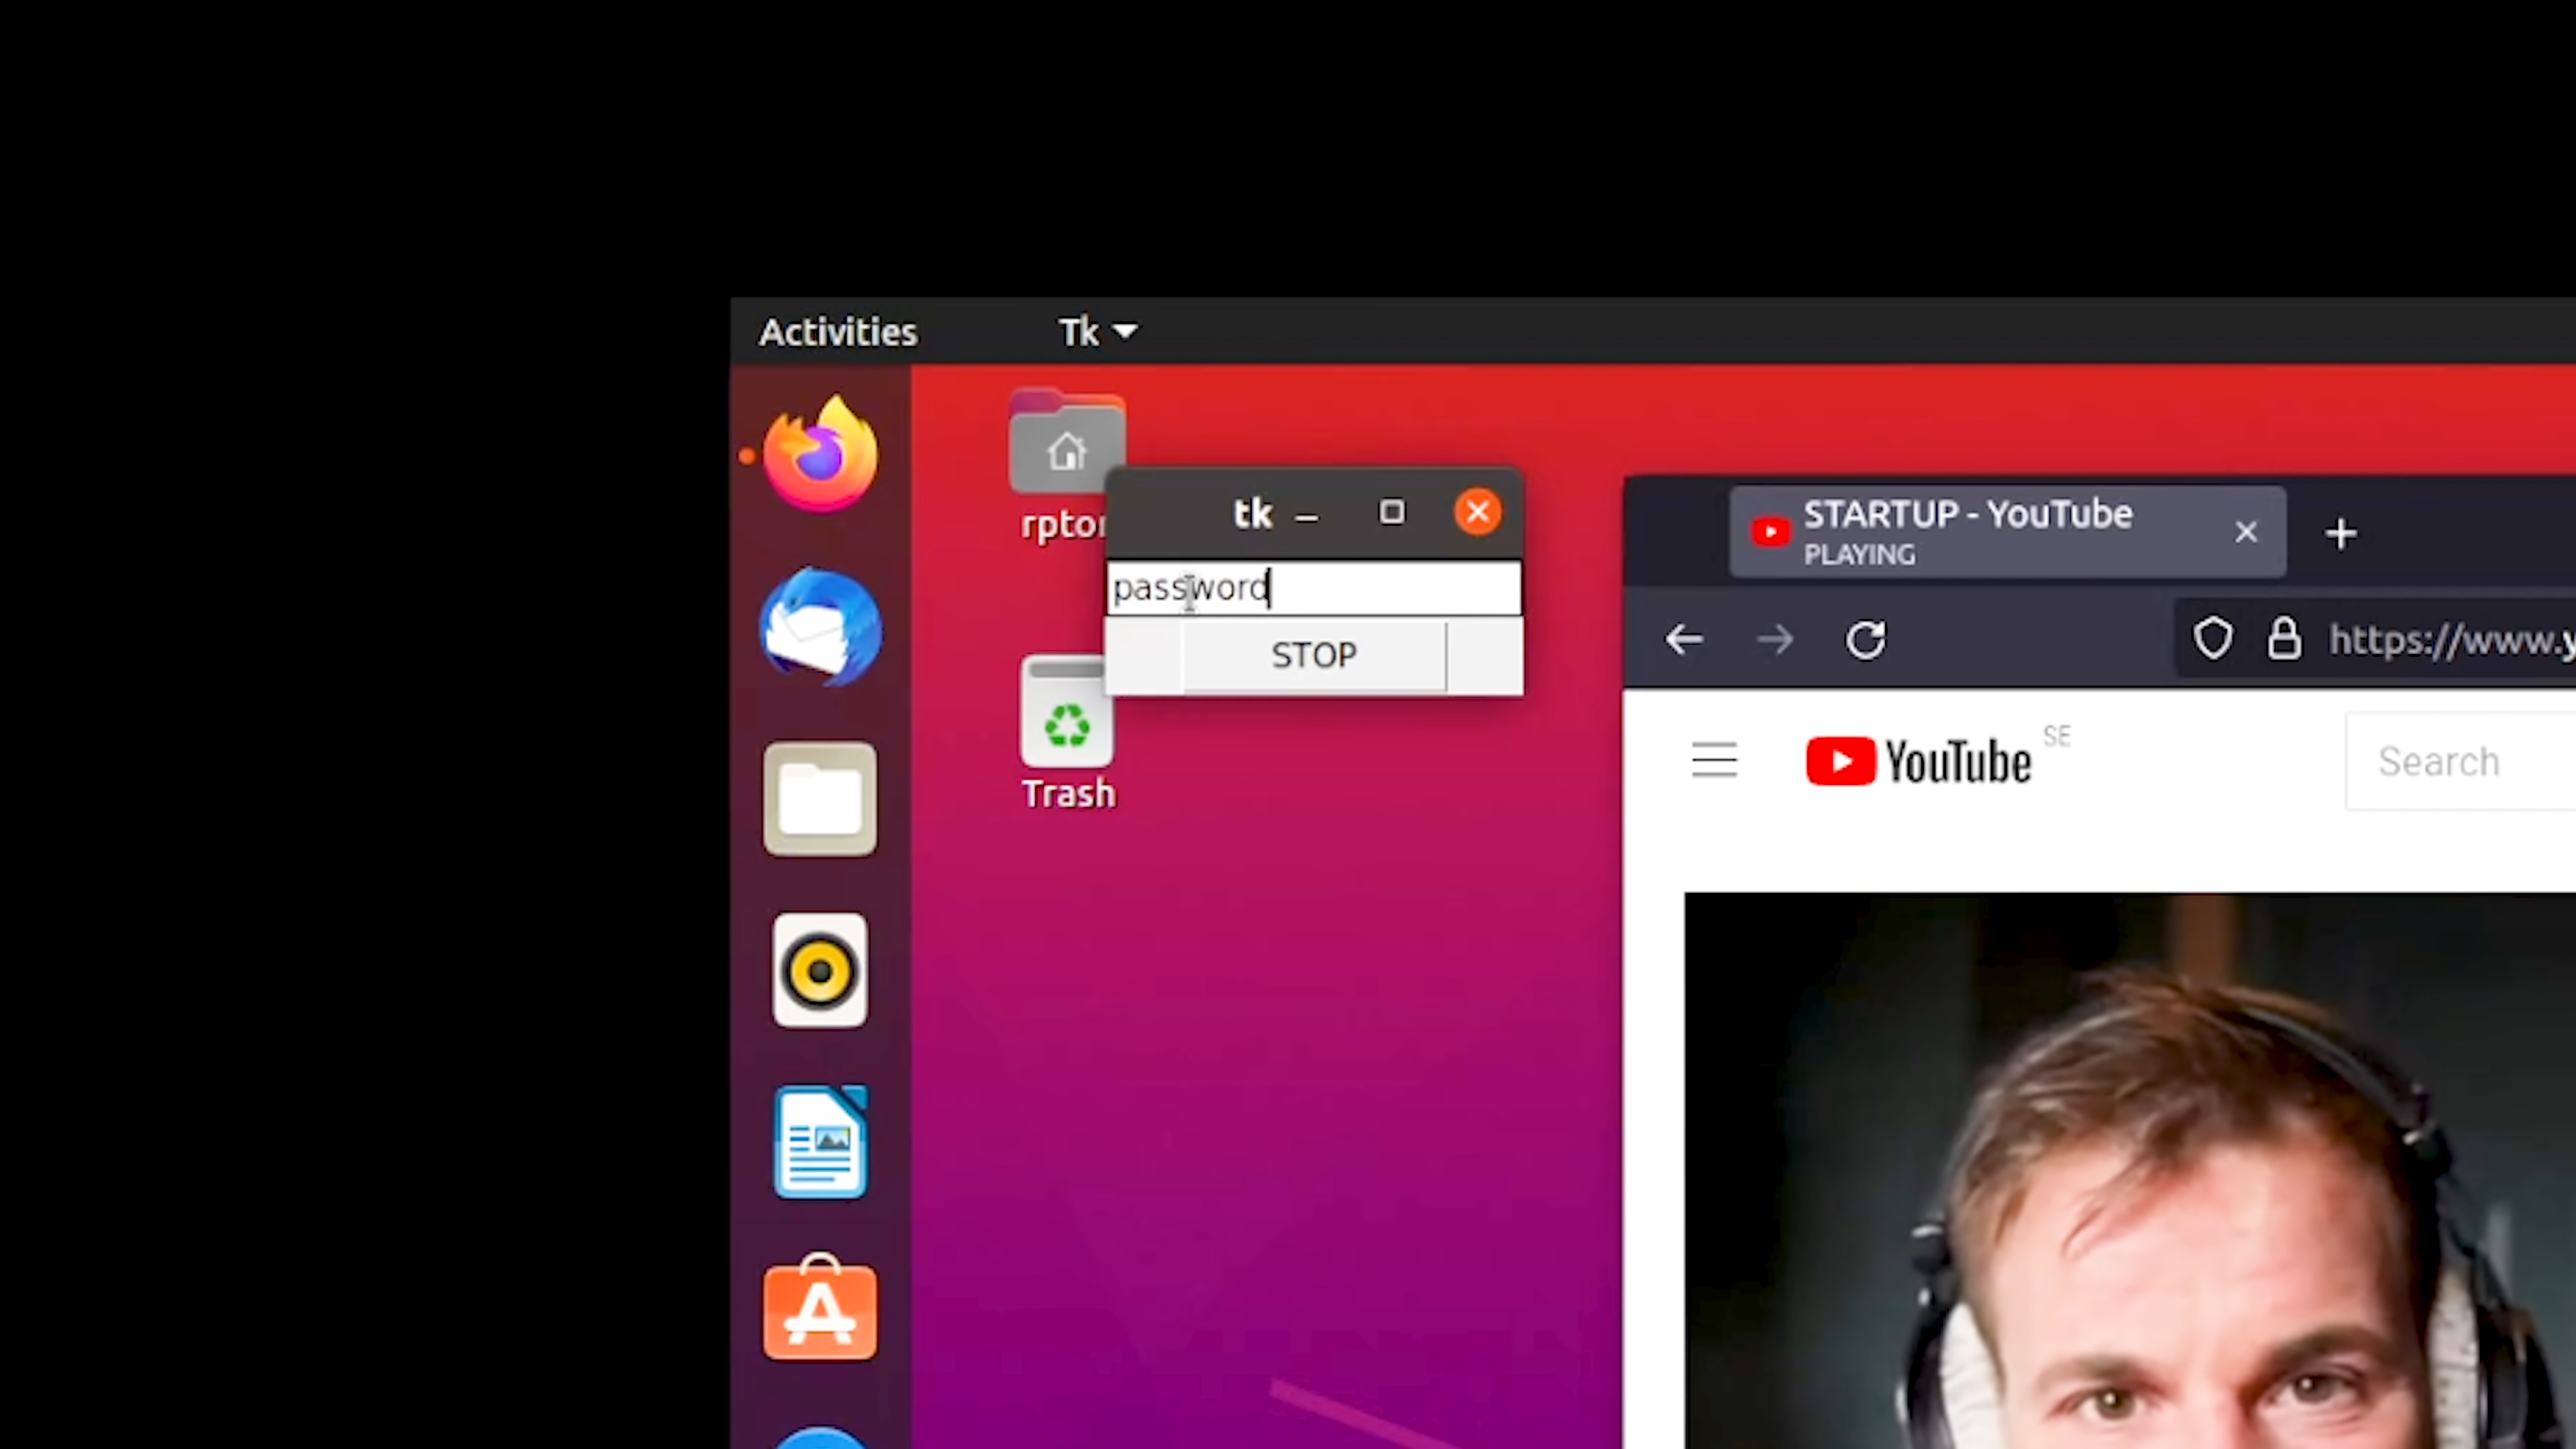 Activities
Tk
rptor
tk
password
STOP
Trash
STARTUP - YouTube
PLAYING
https://www.y
YouTube SE
Search